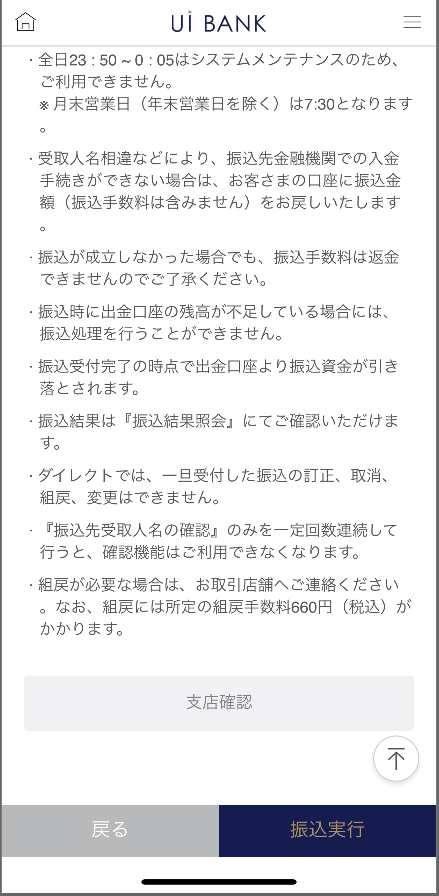 UI BANK
・全日23：50～0：05はシステムメンテナンスのため、
ご利用できません。
※月末営業日（年末営業日を除く）は7:30となります
。
・受取人名相違などにより、振込先金融機関での入金
手続きができない場合は、お客さまの口座に振込金
額（振込手数料は含みません）をお戻しいたします
。
・振込が成立しなかった場合でも、振込手数料は返金
できませんのでご了承ください。
・振込時に出金口座の残高が不足している場合には、
振込処理を行うことができません。
・振込受付完了の時点で出金口座より振込資金が引き
落とされます。
・振込結果は『振込結果照会』にてご確認いただけま
す。
・ダイレクトでは、一旦受付した振込の訂正、取消、
組戻、変更はできません。
・『振込先受取人名の確認』のみを一定回数連続して
行うと、確認機能はご利用できなくなります。
・組戻が必要な場合は、お取引店舗へご連絡ください
。なお、組戻には所定の組戻手数料660円（税込）が
かかります。
支店確認
戻る
振込実行